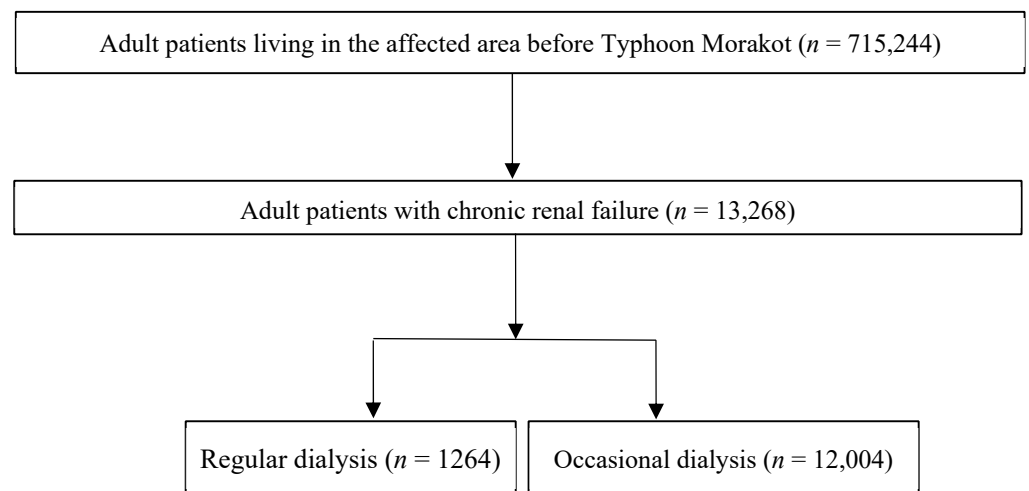 Adult patients living in the affected area before Typhoon Morakot (n = 715,244)
Adult patients with chronic renal failure (n = 13,268)
Regular dialysis (n = 1264)
Occasional dialysis (n = 12,004)